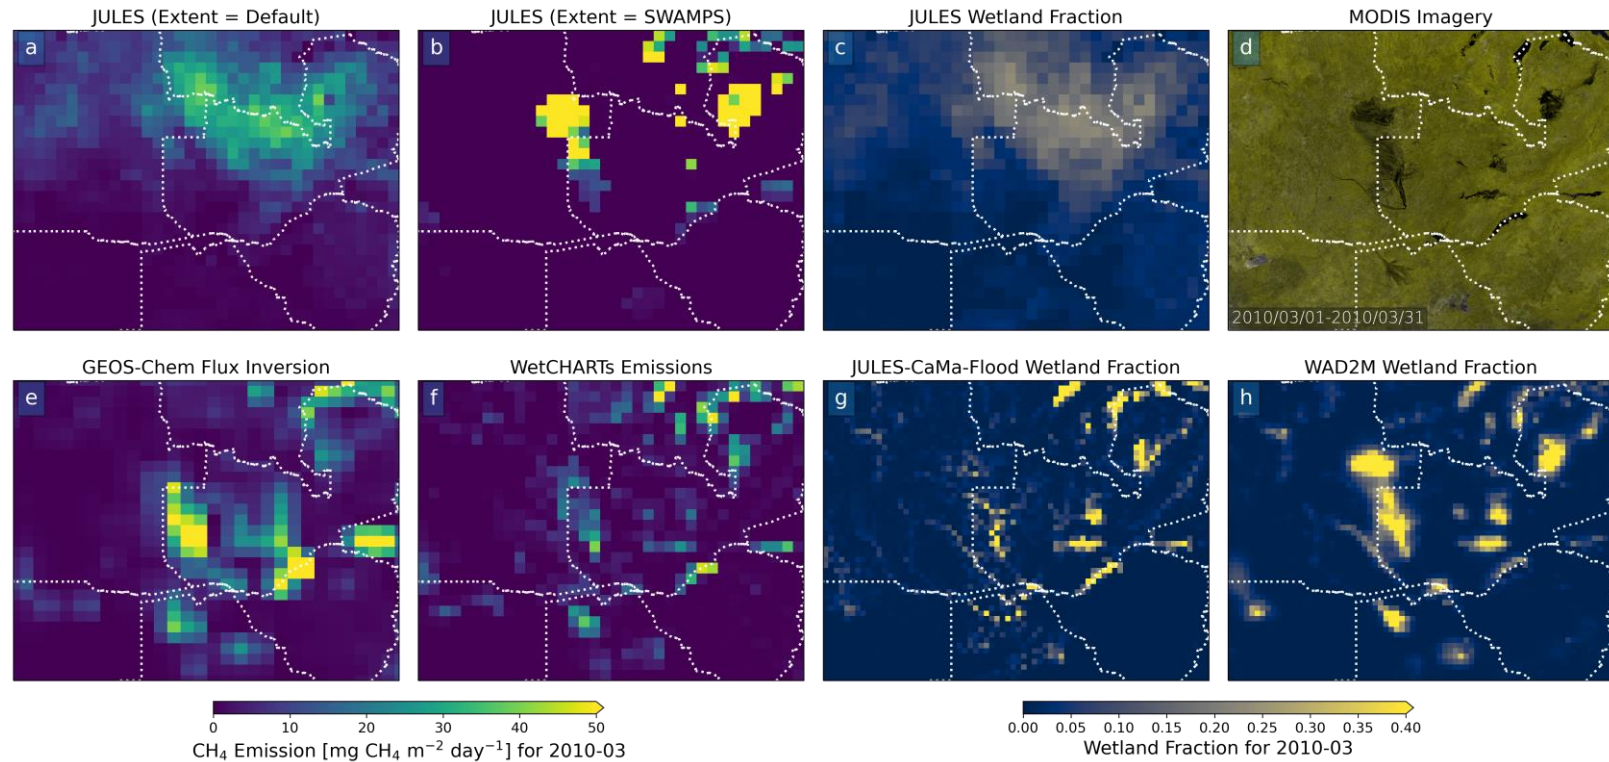 JULES (Extent = Default)
JULES (Extent = SWAMPS)
JULES Wetland Fraction
MODIS Imagery
a
b
c
d
2010/03/01-2010/03/31
GEOS-Chem Flux Inversion
WetCHARTs Emissions
JULES-CaMa-Flood Wetland Fraction
WAD2M Wetland Fraction
e
f
g
h
0 10 20 30 40 50
CH₄ Emission [mg CH₄ m⁻² day⁻¹] for 2010-03
0.00 0.05 0.10 0.15 0.20 0.25 0.30 0.35 0.40
Wetland Fraction for 2010-03